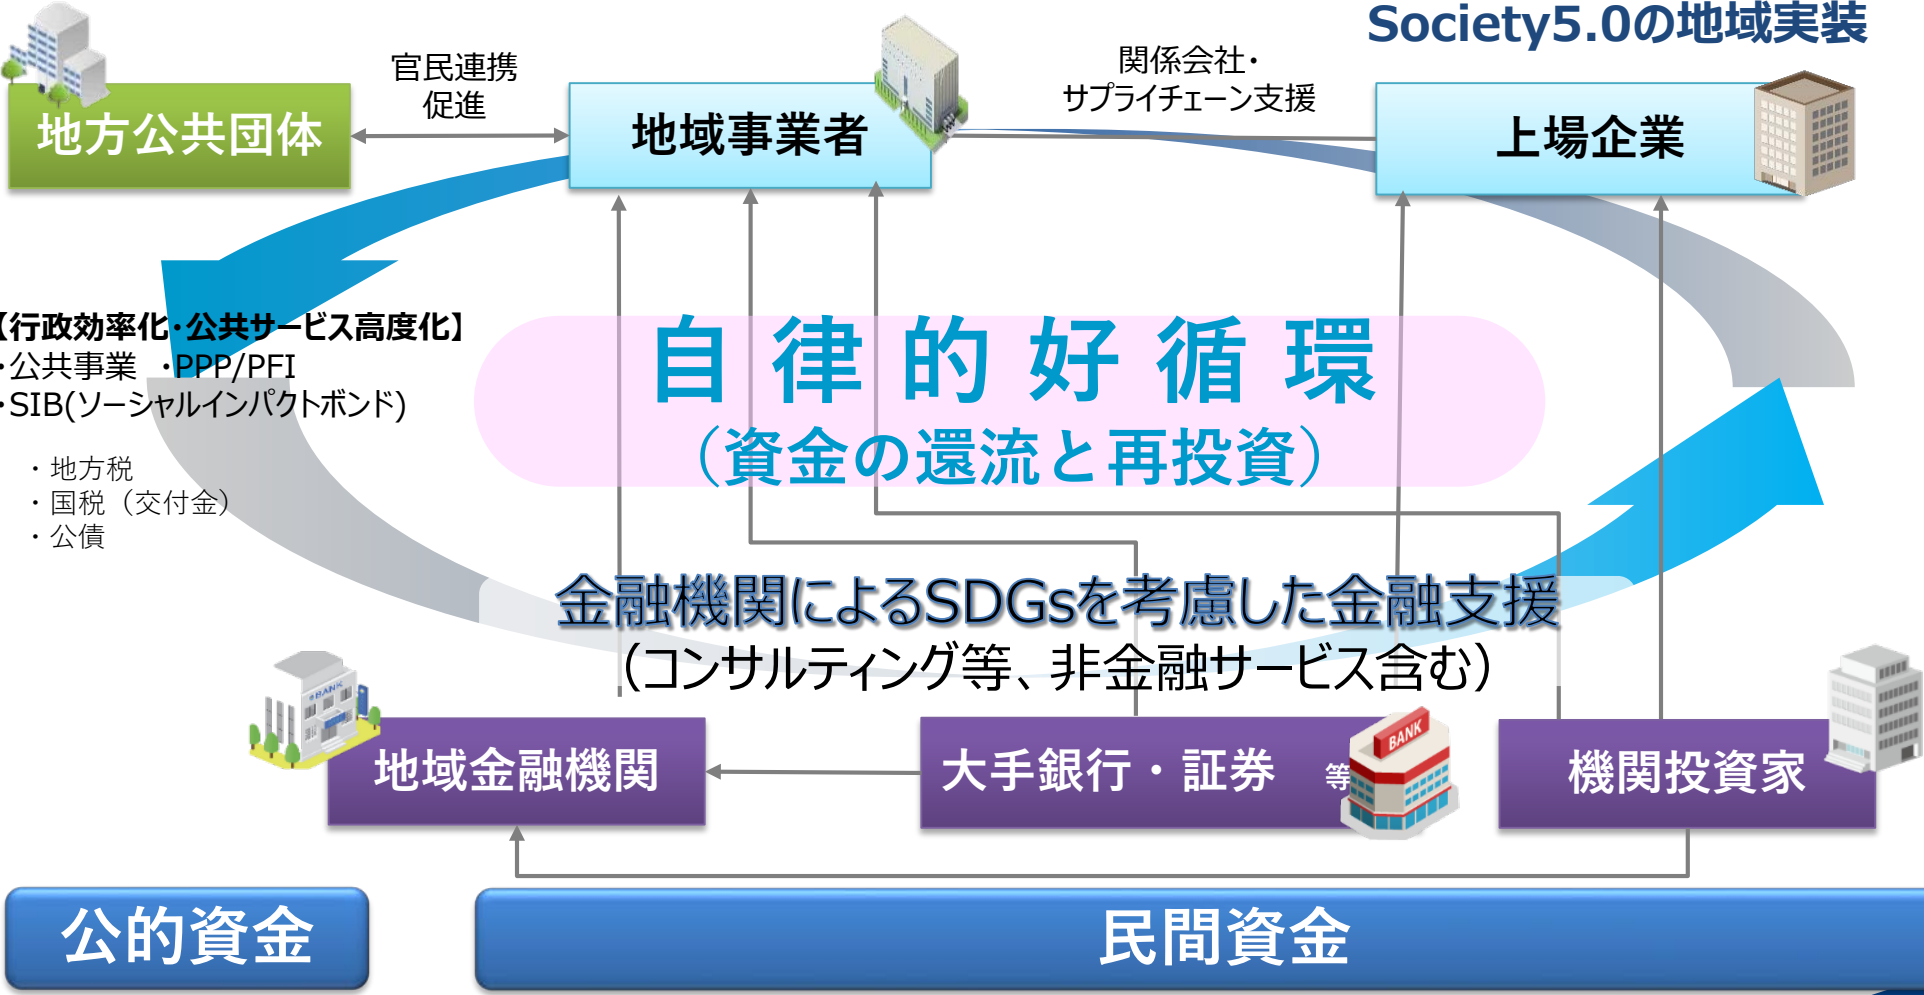 Society5.0の地域実装
官民連携
促進
関係会社・
サプライチェーン支援
地方公共団体
地域事業者
上場企業
【行政効率化・公共サービス高度化】
・公共事業 ・PPP/PFI
・SIB(ソーシャルインパクトボンド)
・地方税
・国税（交付金）
・公債
自律的好循環
（資金の還流と再投資）
金融機関によるSDGsを考慮した金融支援
（コンサルティング等、非金融サービス含む）
BANK
地域金融機関
大手銀行・証券 等
BANK
機関投資家
公的資金
民間資金